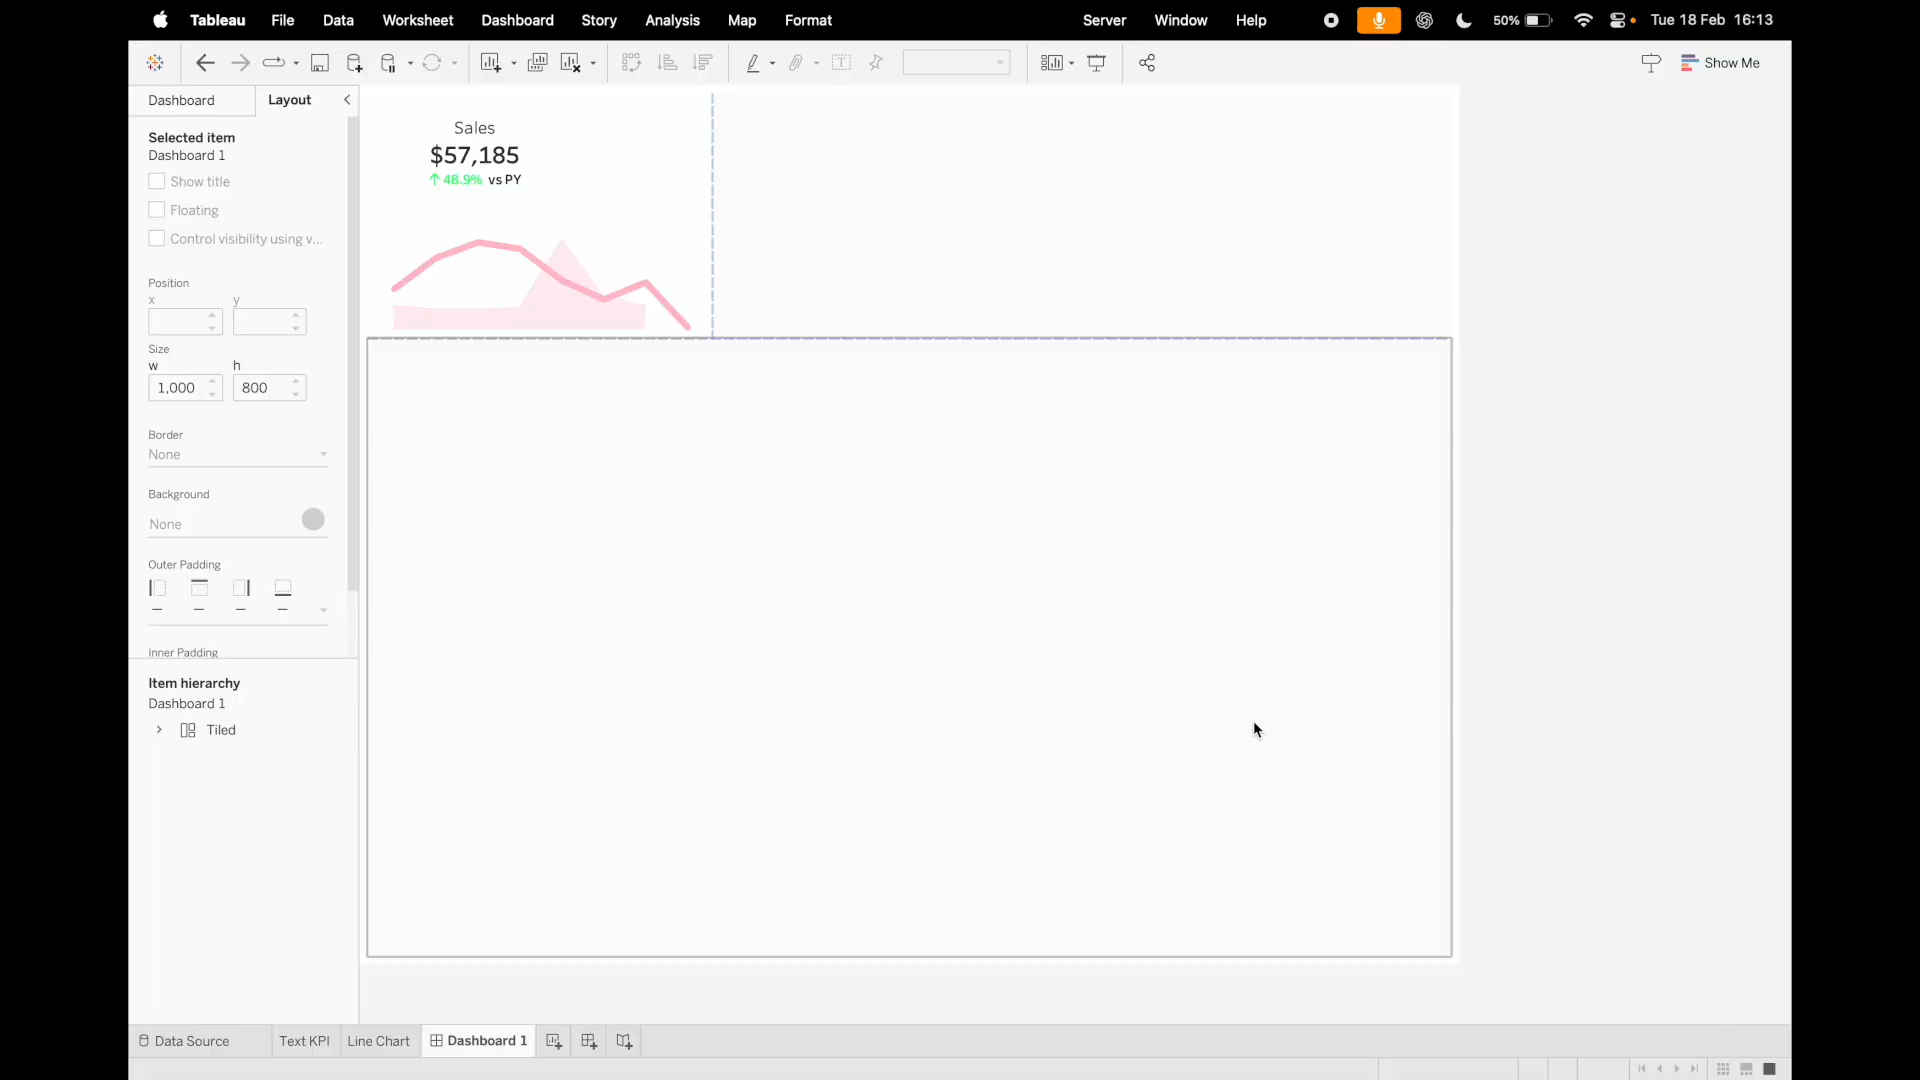 Tableau File Data Worksheet Dashboard Story Analysis Map Format Server Window Help 50% Tue 18 Feb 16:13
Show Me
Dashboard Layout
Selected item
Dashboard 1
Show title
Floating
Control visibility using v...
Position
x y
Size
w h
1,000 800
Border
None
Background
None
Outer Padding
Inner Padding
Item hierarchy
Dashboard 1
Tiled
Sales
$57,185
↑ 48.9% vs PY
Data Source Text KPI Line Chart Dashboard 1